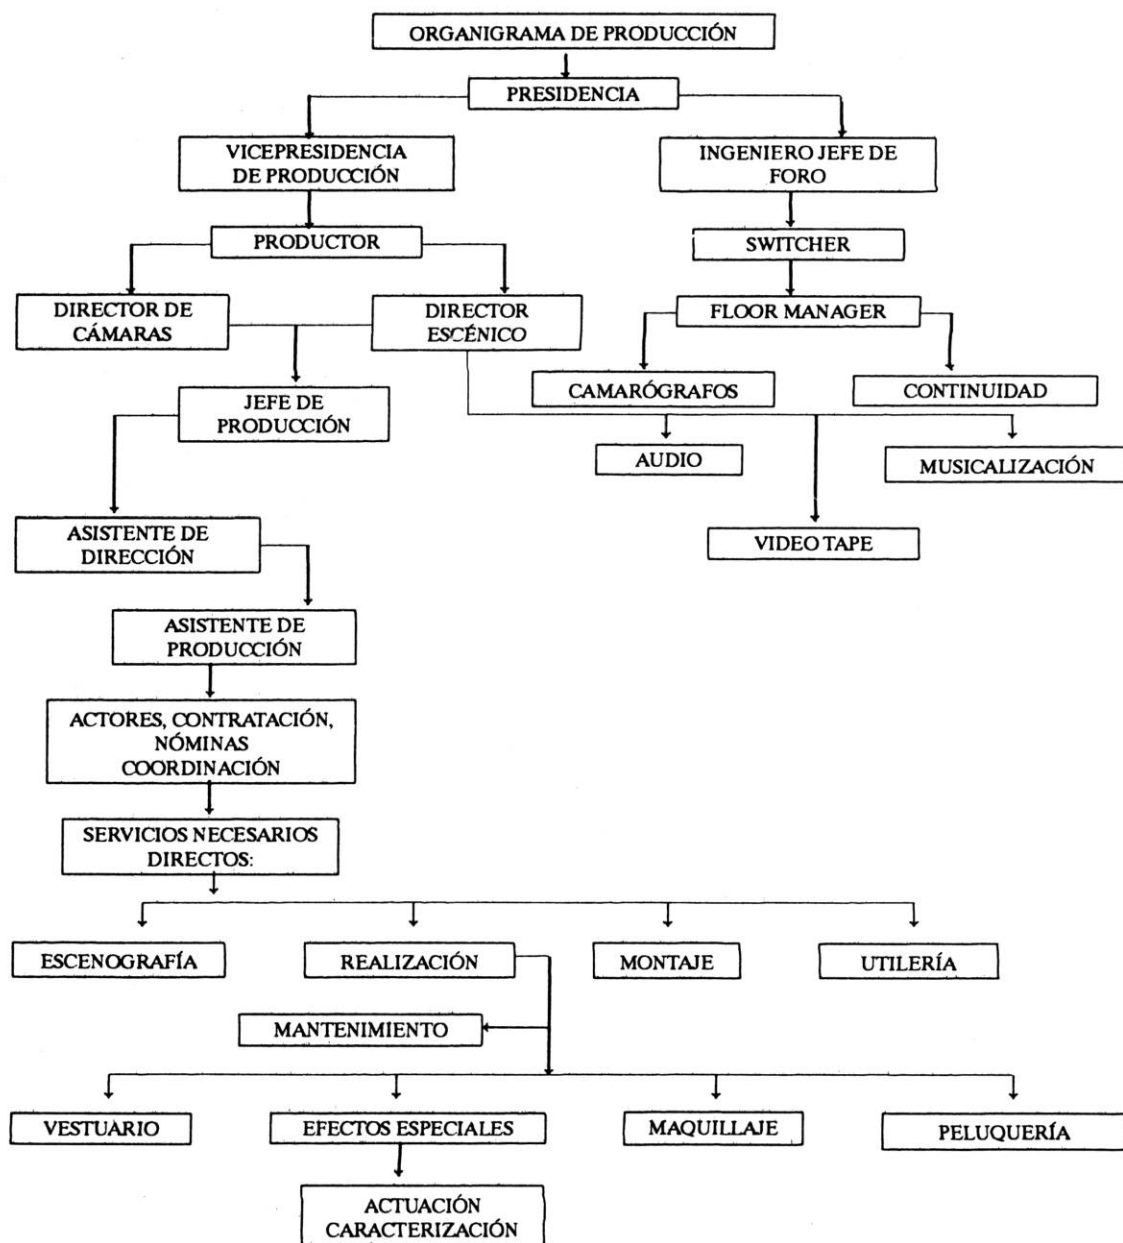 ORGANIGRAMA DE PRODUCCIÓN
PRESIDENCIA
VICEPRESIDENCIA
DE PRODUCCIÓN
INGENIERO JEFE DE
FORO
PRODUCTOR
SWITCHER
DIRECTOR DE
CÁMARAS
DIRECTOR
ESCÉNICO
FLOOR MANAGER
JEFE DE
PRODUCCIÓN
CAMARÓGRAFOS
CONTINUIDAD
AUDIO
MUSICALIZACIÓN
VIDEO TAPE
ASISTENTE DE
DIRECCIÓN
ASISTENTE DE
PRODUCCIÓN
ACTORES, CONTRATACIÓN,
NÓMINAS
COORDINACIÓN
SERVICIOS NECESARIOS
DIRECTOS:
ESCENOGRAFÍA
REALIZACIÓN
MONTAJE
UTILERÍA
MANTENIMIENTO
VESTUARIO
EFECTOS ESPECIALES
MAQUILLAJE
PELUQUERÍA
ACTUACIÓN
CARACTERIZACIÓN